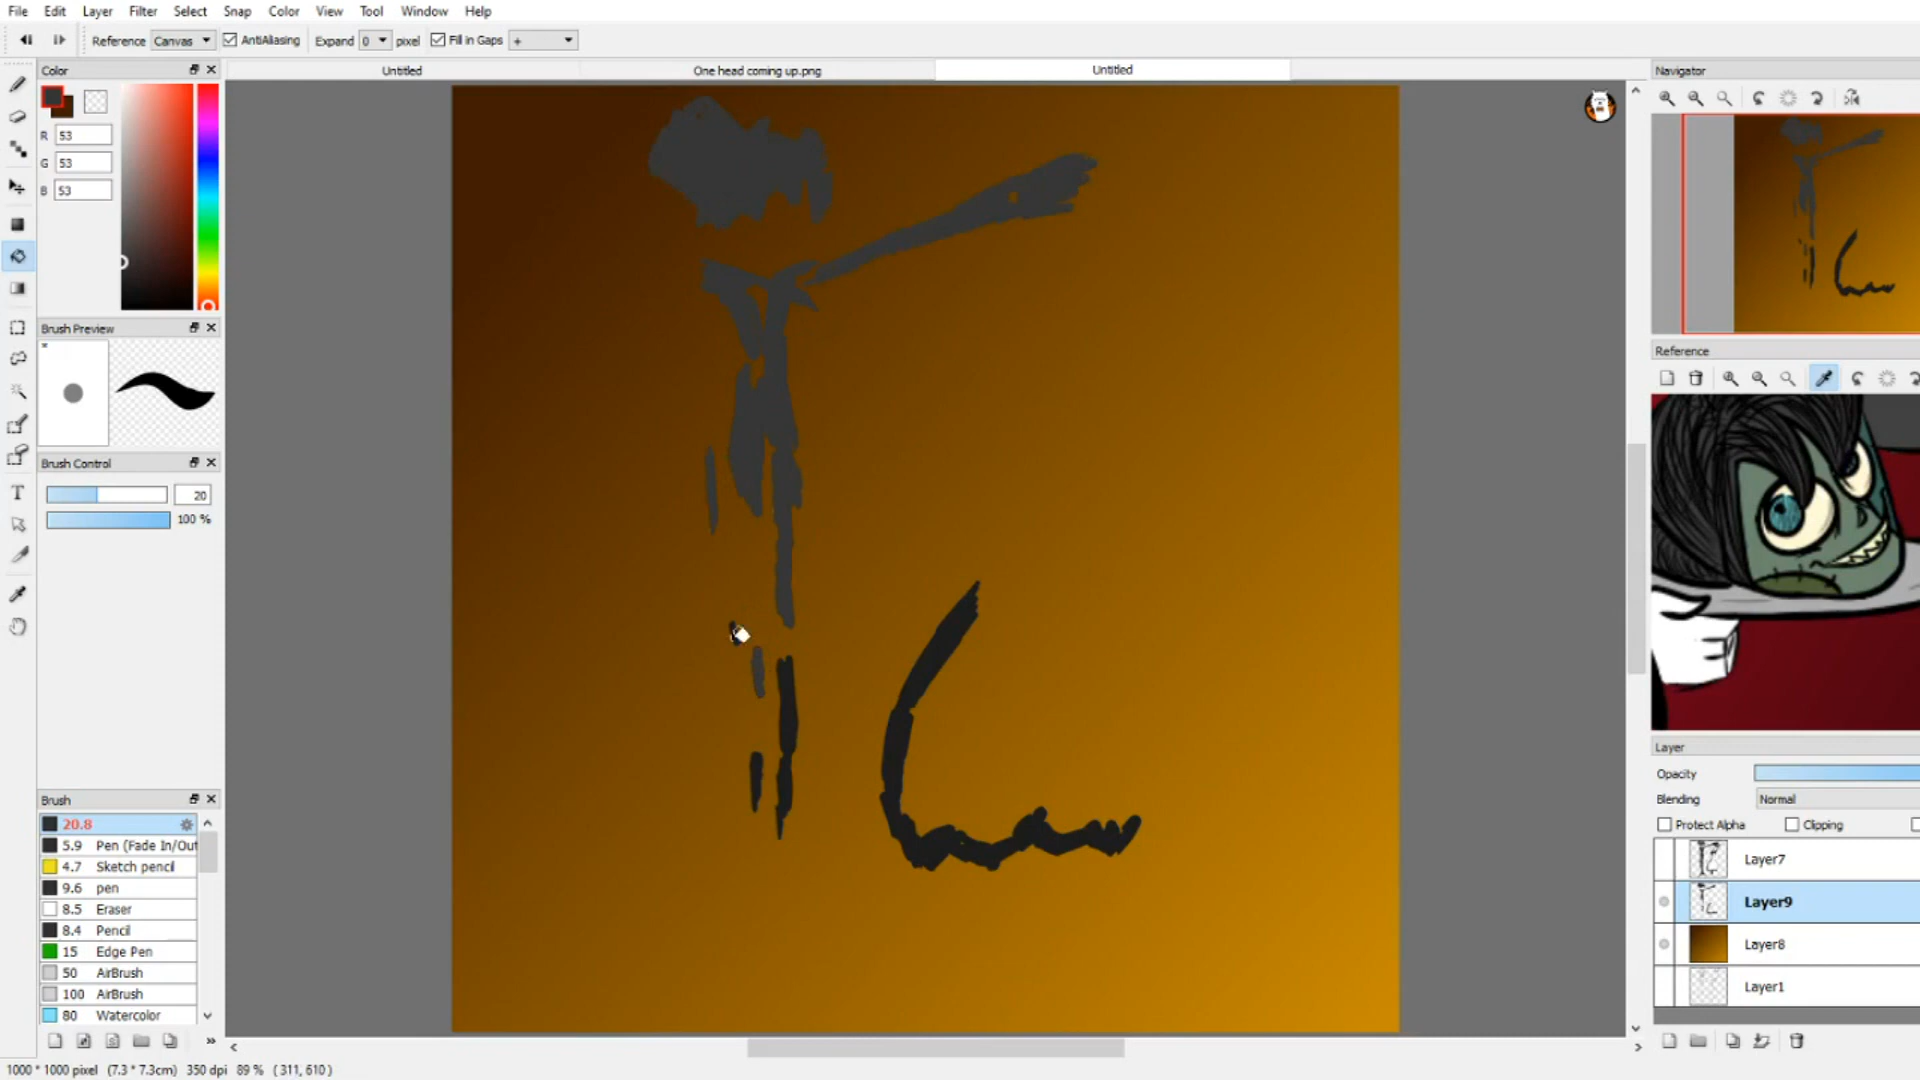 File Edit Layer Filter Select Snap Color View Tool Window Help
Reference Canvas AntiAliasing Expand 0 pixel Fill in Gaps +
Color
Untitled
One head coming up.png
Untitled
Navigator
R 53
G 53
B 53
Brush Preview
Reference
Brush Control
20
100 %
Layer
Opacity
Blending Normal
Protect Alpha Clipping
Layer7
Layer9
Layer8
Layer1
Brush
20.8
5.9 Pen (Fade In/Out
4.7 Sketch pencil
9.6 pen
8.5 Eraser
8.4 Pencil
15 Edge Pen
50 AirBrush
100 AirBrush
80 Watercolor
1000 * 1000 pixel (7.3 * 7.3cm) 350 dpi 89 % ( 311, 610 )